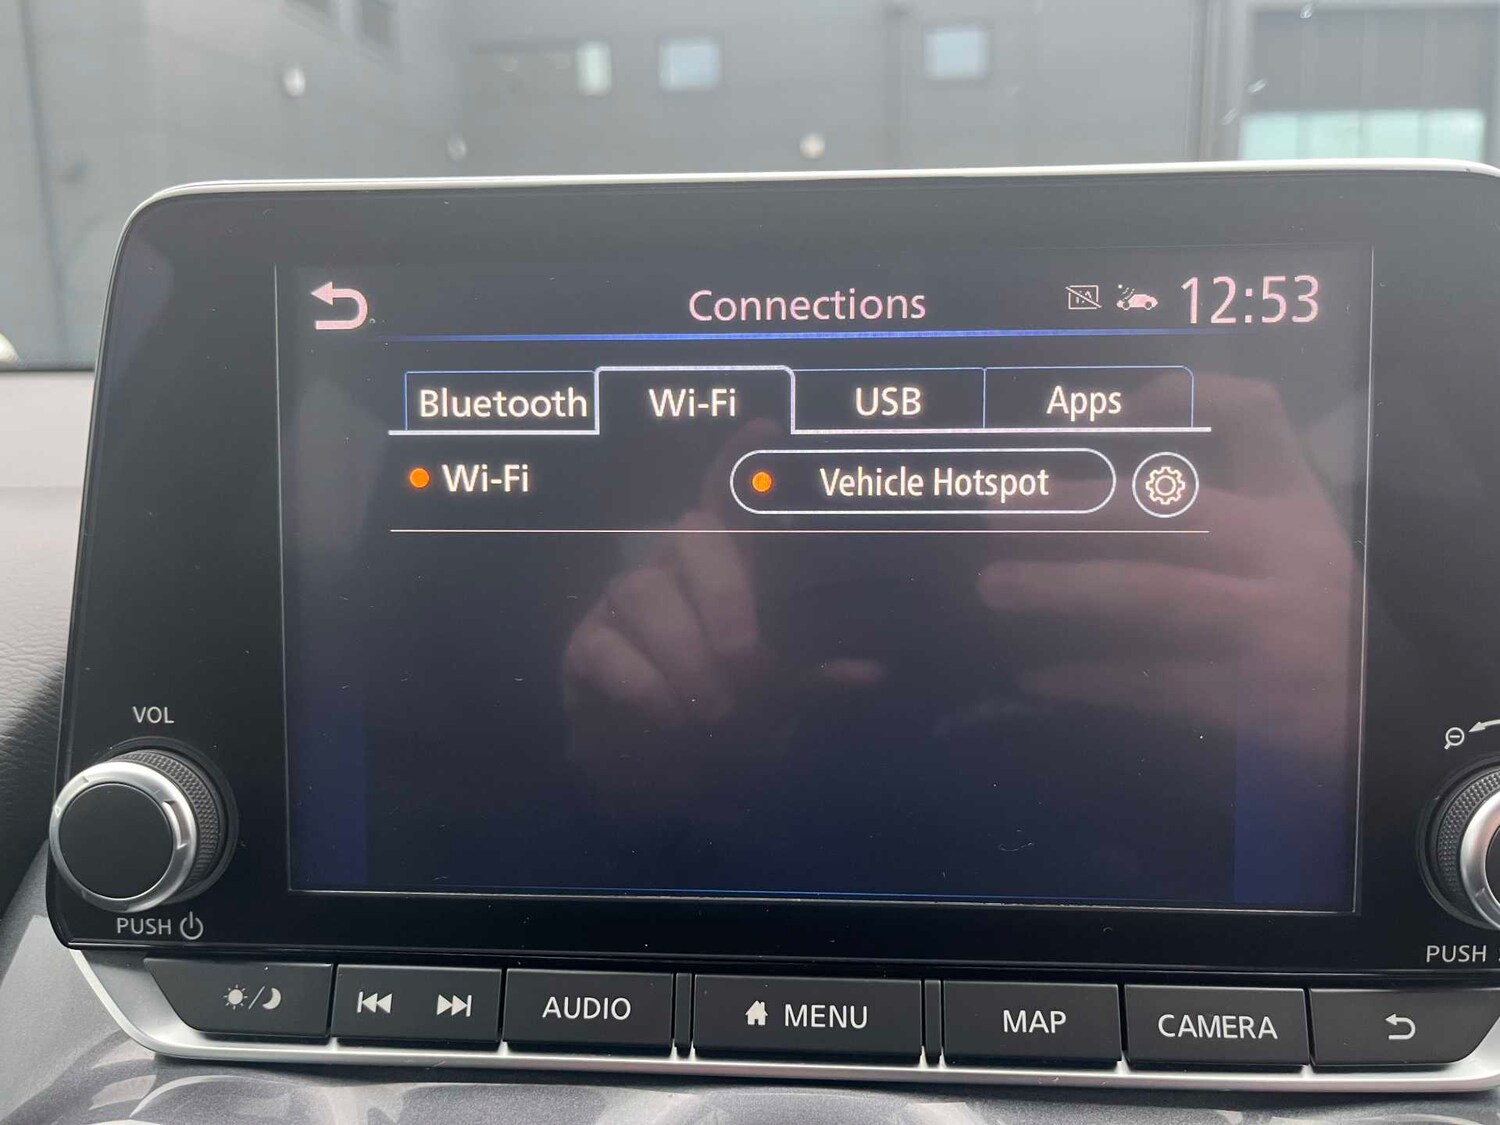 Connections 12:53
Bluetooth Wi-Fi USB Apps
Wi-Fi Vehicle Hotspot
VOL
PUSH
PUSH
AUDIO MENU MAP CAMERA